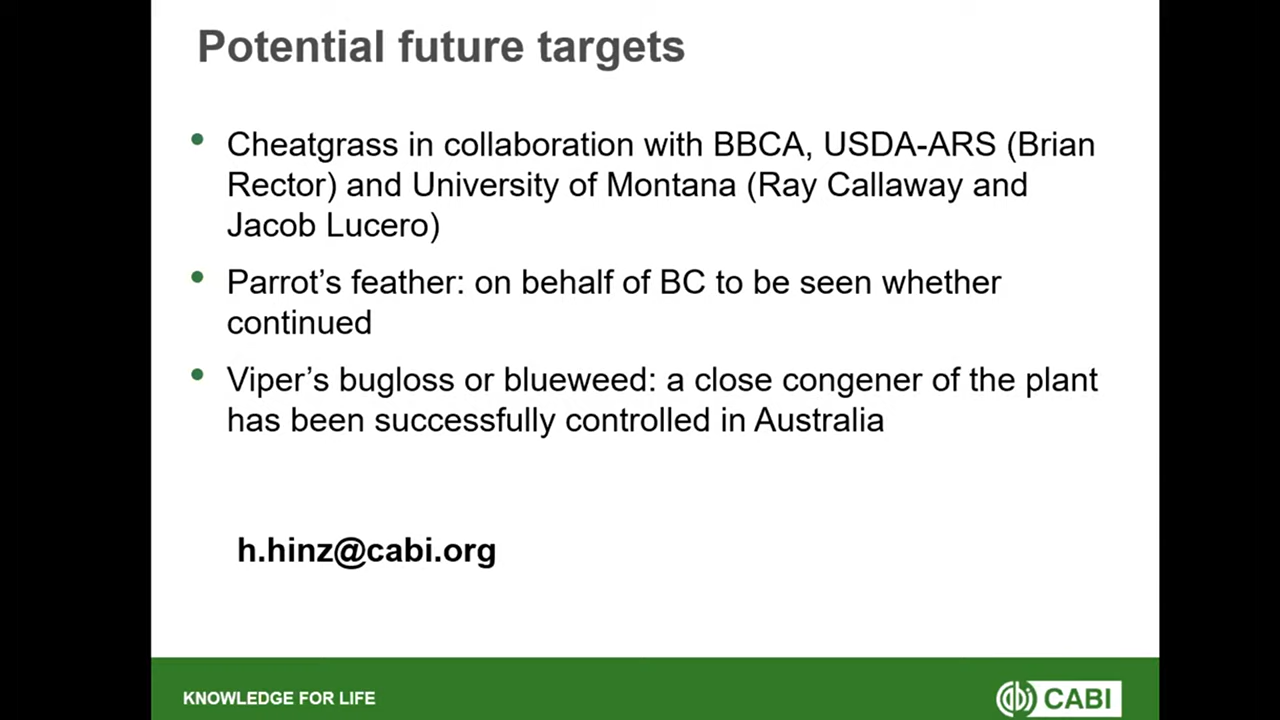 Potential future targets
• Cheatgrass in collaboration with BBCA, USDA-ARS (Brian
Rector) and University of Montana (Ray Callaway and
Jacob Lucero)
• Parrot’s feather: on behalf of BC to be seen whether
continued
• Viper’s bugloss or blueweed: a close congener of the plant
has been successfully controlled in Australia
h.hinz@cabi.org
KNOWLEDGE FOR LIFE
cabi CABI